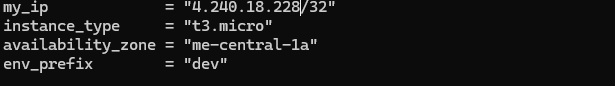 my_ip             = "4.240.18.228/32"
instance_type     = "t3.micro"
availability_zone = "me-central-1a"
env_prefix        = "dev"